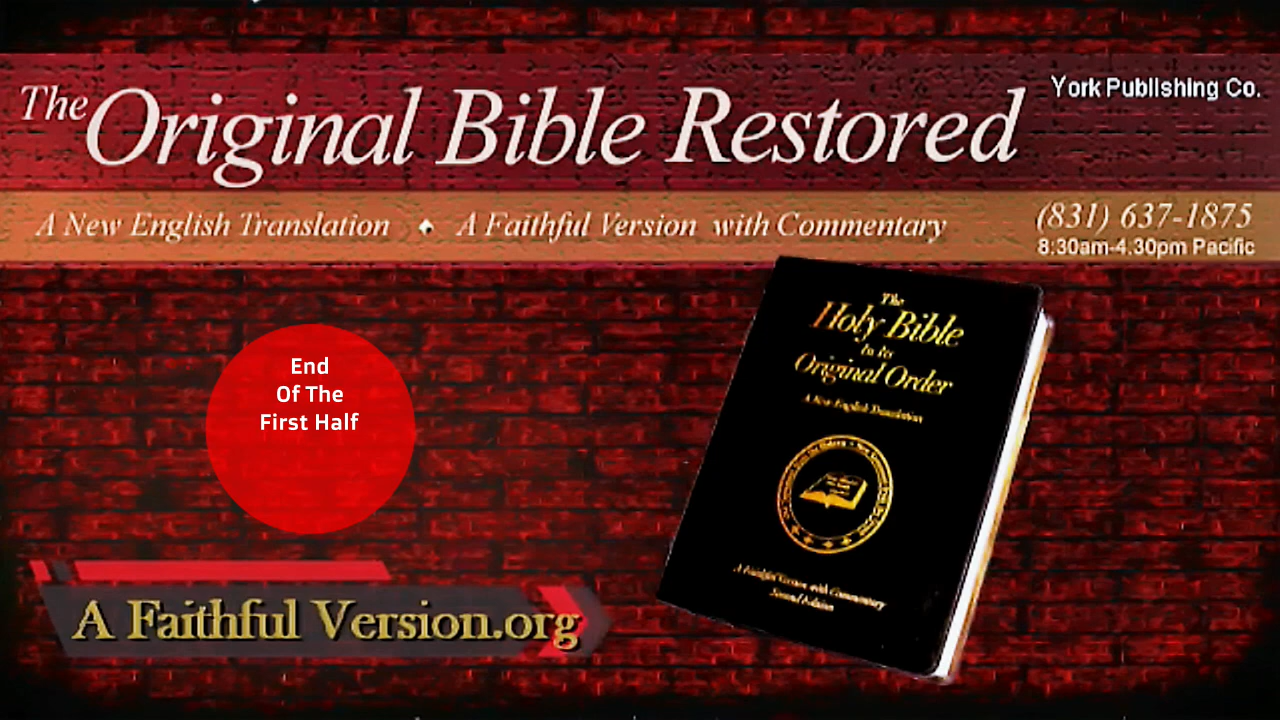 The Original Bible Restored
York Publishing Co.
A New English Translation ♦ A Faithful Version with Commentary
(831) 637-1875
8:30am-4.30pm Pacific
The
Holy Bible
In Its
Original Order
A New English Translation
A Faithful Version with Commentary
Second Edition
End
Of The
First Half
A Faithful Version.org